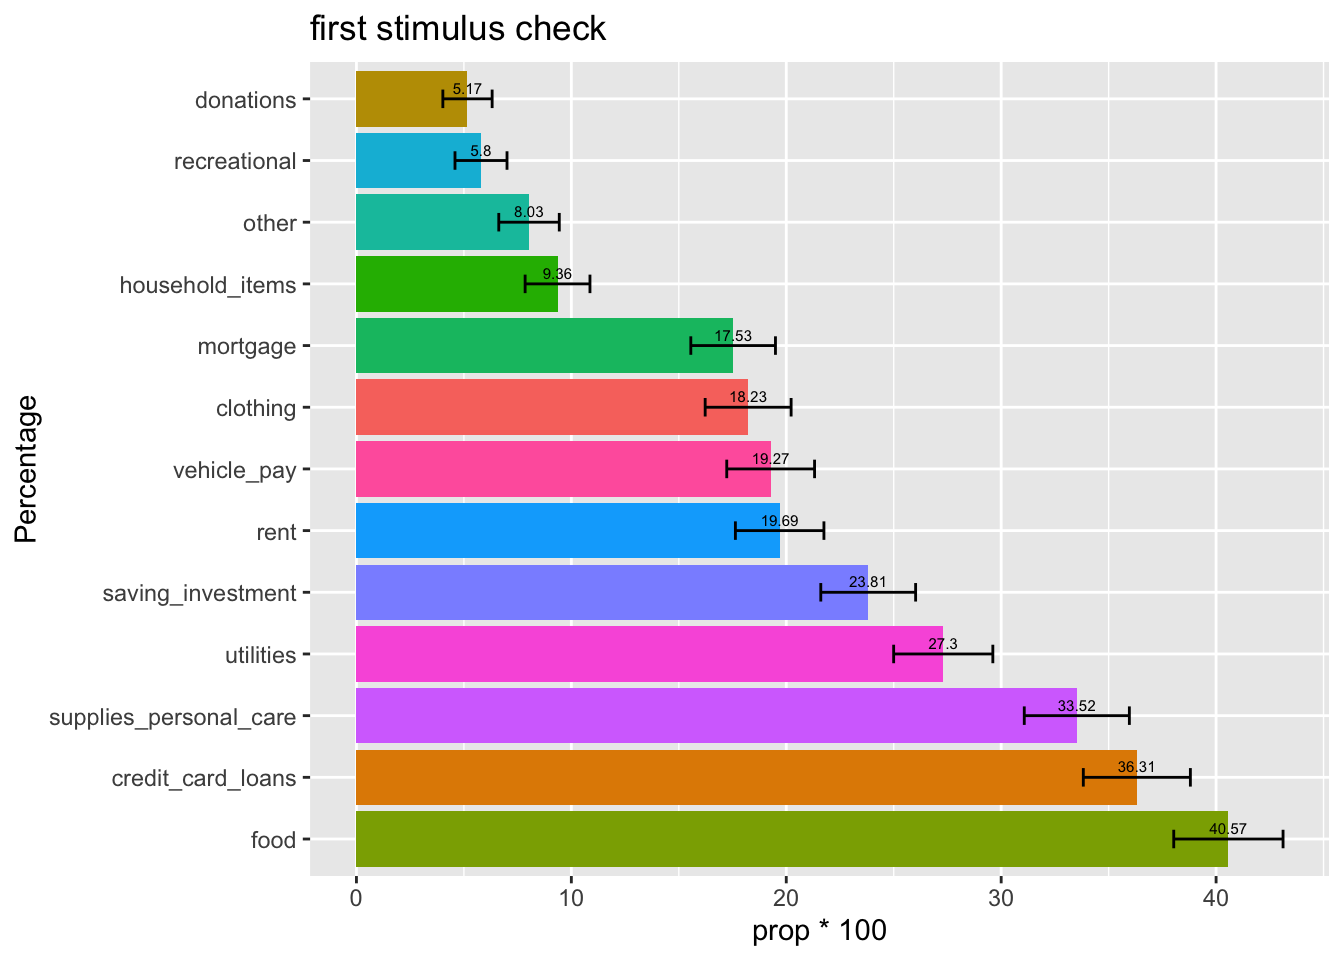 first stimulus check
Percentage
donations 5.17
recreational 5.8
other 8.03
household_items 9.36
mortgage 17.53
clothing 18.23
vehicle_pay 19.27
rent 19.69
saving_investment 23.81
utilities 27.3
supplies_personal_care 33.52
credit_card_loans 36.31
food 40.57
0 10 20 30 40
prop * 100